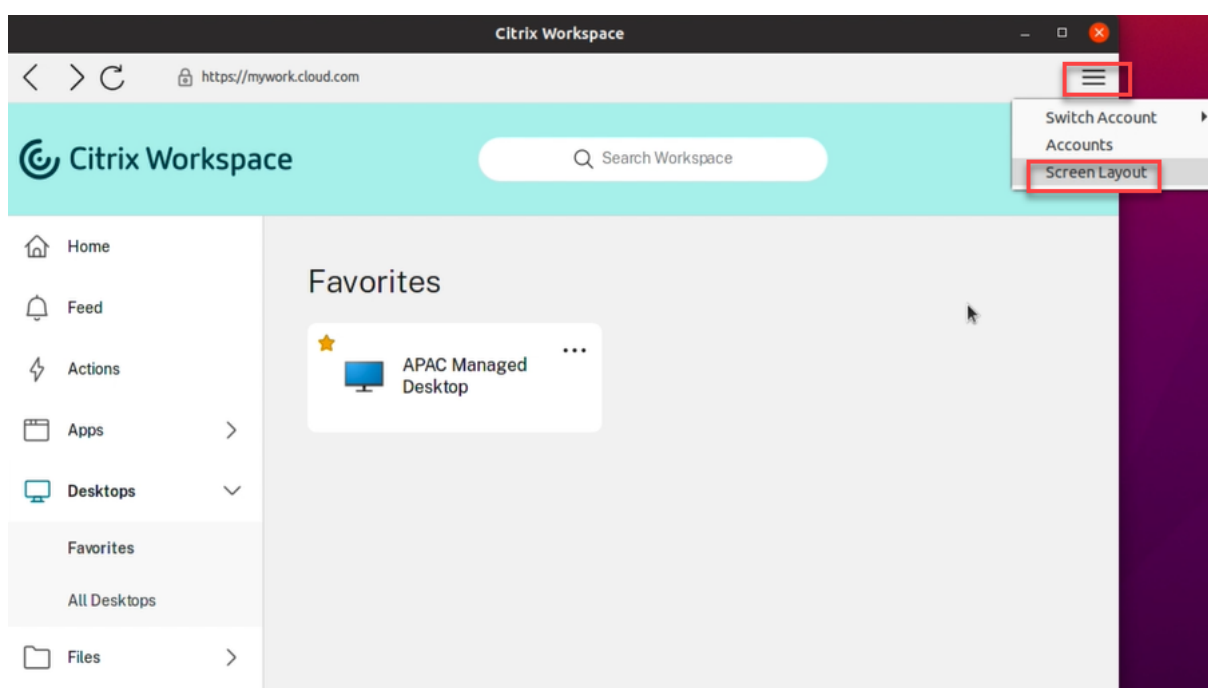 Citrix Workspace
https://mywork.cloud.com
Switch Account
Accounts
Screen Layout
Citrix Workspace
Search Workspace
Home
Feed
Actions
Apps
Desktops
Favorites
All Desktops
Files
Favorites
APAC Managed
Desktop